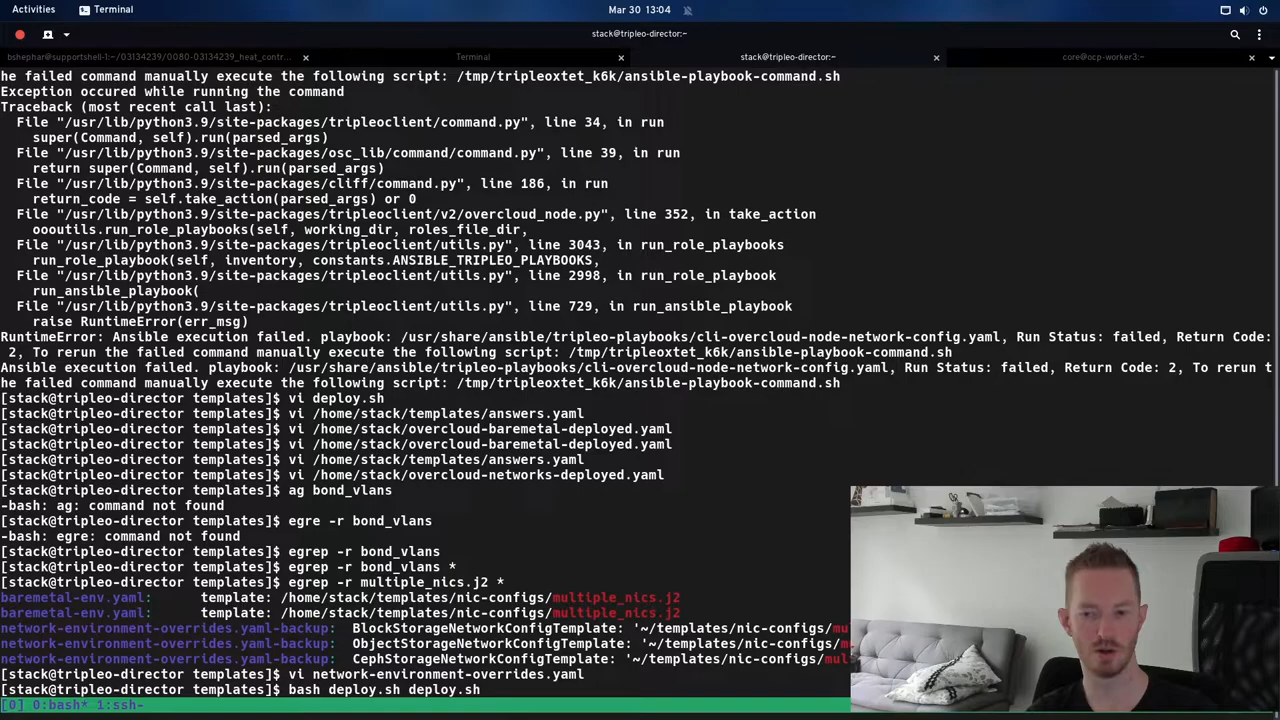 Activities
Terminal
Mar 30 13:04
stack@tripleo-director:~
bshephar@supportshell-1:~/03134239/0080-03134239_heat_contr...
Terminal
stack@tripleo-director:~
core@ocp-worker3:~
he failed command manually execute the following script: /tmp/tripleoxtet_k6k/ansible-playbook-command.sh
Exception occured while running the command
Traceback (most recent call last):
File "/usr/lib/python3.9/site-packages/tripleoclient/command.py", line 34, in run
super(Command, self).run(parsed_args)
File "/usr/lib/python3.9/site-packages/osc_lib/command/command.py", line 39, in run
return super(Command, self).run(parsed_args)
File "/usr/lib/python3.9/site-packages/cliff/command.py", line 186, in run
return_code = self.take_action(parsed_args) or 0
File "/usr/lib/python3.9/site-packages/tripleoclient/v2/overcloud_node.py", line 352, in take_action
oooutils.run_role_playbooks(self, working_dir, roles_file_dir,
File "/usr/lib/python3.9/site-packages/tripleoclient/utils.py", line 3043, in run_role_playbooks
run_role_playbook(self, inventory, constants.ANSIBLE_TRIPLEO_PLAYBOOKS,
File "/usr/lib/python3.9/site-packages/tripleoclient/utils.py", line 2998, in run_role_playbook
run_ansible_playbook(
File "/usr/lib/python3.9/site-packages/tripleoclient/utils.py", line 729, in run_ansible_playbook
raise RuntimeError(err_msg)
RuntimeError: Ansible execution failed. playbook: /usr/share/ansible/tripleo-playbooks/cli-overcloud-node-network-config.yaml, Run Status: failed, Return Code:
2, To rerun the failed command manually execute the following script: /tmp/tripleoxtet_k6k/ansible-playbook-command.sh
Ansible execution failed. playbook: /usr/share/ansible/tripleo-playbooks/cli-overcloud-node-network-config.yaml, Run Status: failed, Return Code: 2, To rerun t
he failed command manually execute the following script: /tmp/tripleoxtet_k6k/ansible-playbook-command.sh
[stack@tripleo-director templates]$ vi deploy.sh
[stack@tripleo-director templates]$ vi /home/stack/templates/answers.yaml
[stack@tripleo-director templates]$ vi /home/stack/overcloud-baremetal-deployed.yaml
[stack@tripleo-director templates]$ vi /home/stack/overcloud-baremetal-deployed.yaml
[stack@tripleo-director templates]$ vi /home/stack/templates/answers.yaml
[stack@tripleo-director templates]$ vi /home/stack/overcloud-networks-deployed.yaml
[stack@tripleo-director templates]$ ag bond_vlans
-bash: ag: command not found
[stack@tripleo-director templates]$ egre -r bond_vlans
-bash: egre: command not found
[stack@tripleo-director templates]$ egrep -r bond_vlans
[stack@tripleo-director templates]$ egrep -r bond_vlans *
[stack@tripleo-director templates]$ egrep -r multiple_nics.j2 *
baremetal-env.yaml: template: /home/stack/templates/nic-configs/multiple_nics.j2
baremetal-env.yaml: template: /home/stack/templates/nic-configs/multiple_nics.j2
network-environment-overrides.yaml-backup: BlockStorageNetworkConfigTemplate: '~/templates/nic-configs/mul
network-environment-overrides.yaml-backup: ObjectStorageNetworkConfigTemplate: '~/templates/nic-configs/mu
network-environment-overrides.yaml-backup: CephStorageNetworkConfigTemplate: '~/templates/nic-configs/mult
[stack@tripleo-director templates]$ vi network-environment-overrides.yaml
[stack@tripleo-director templates]$ bash deploy.sh deploy.sh
[0] 0:bash* 1:ssh-